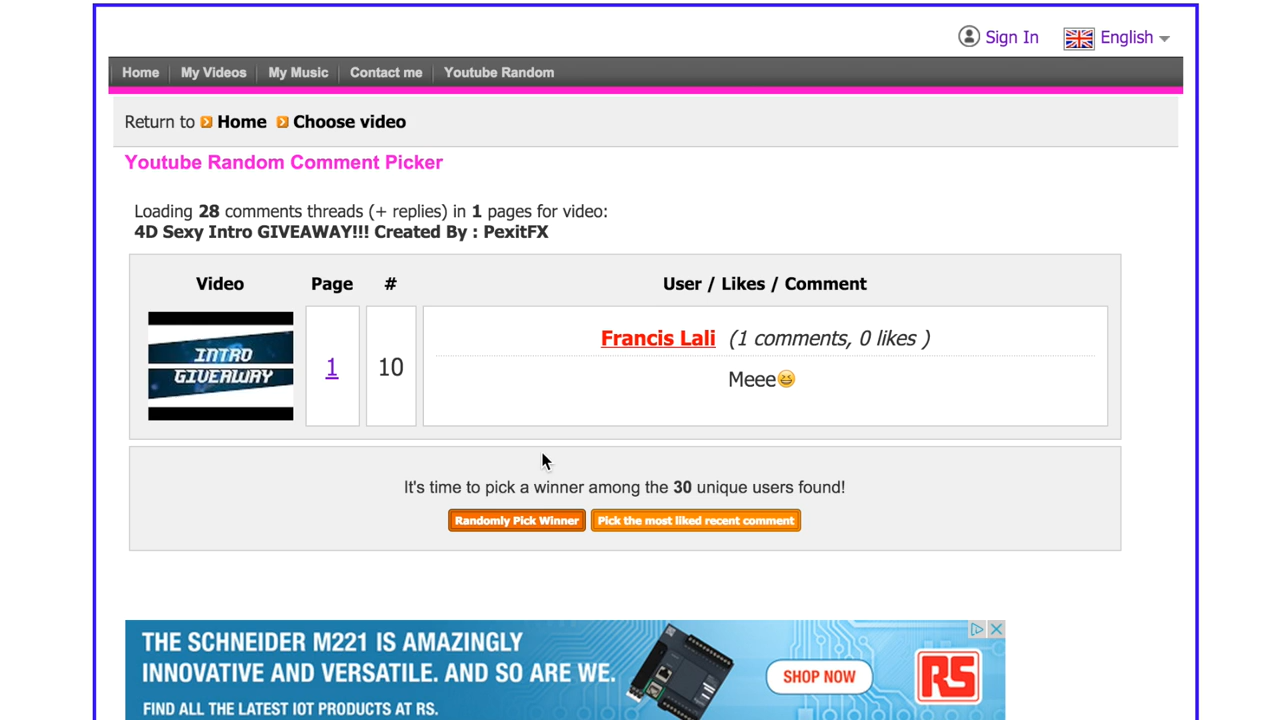 Sign In English
Home My Videos My Music Contact me Youtube Random
Return to Home Choose video
Youtube Random Comment Picker
Loading 28 comments threads (+ replies) in 1 pages for video:
4D Sexy Intro GIVEAWAY!!! Created By : PexitFX
Video Page # User / Likes / Comment
INTRO
GIVEAWAY
1
10
Francis Lali (1 comments, 0 likes )
Meee😆
It's time to pick a winner among the 30 unique users found!
Randomly Pick Winner Pick the most liked recent comment
THE SCHNEIDER M221 IS AMAZINGLY
INNOVATIVE AND VERSATILE. AND SO ARE WE.
FIND ALL THE LATEST IOT PRODUCTS AT RS.
SHOP NOW
RS